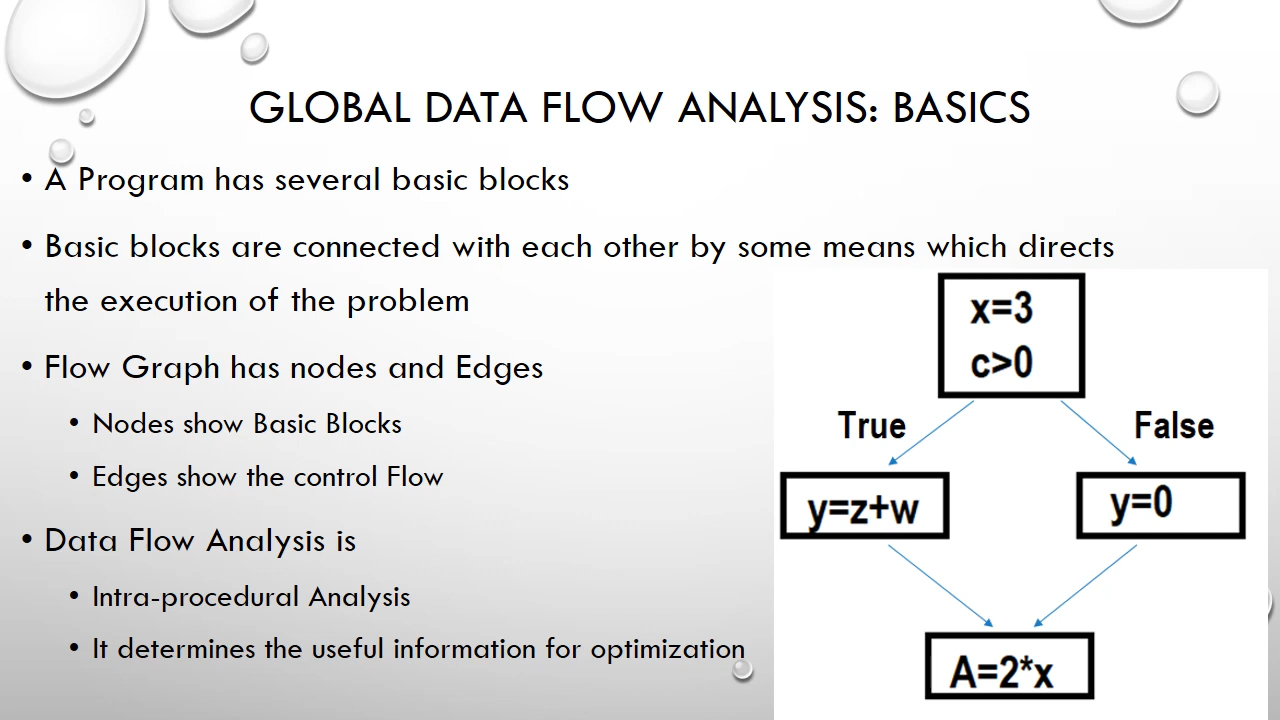 GLOBAL DATA FLOW ANALYSIS: BASICS
• A Program has several basic blocks
• Basic blocks are connected with each other by some means which directs
the execution of the problem
• Flow Graph has nodes and Edges
• Nodes show Basic Blocks
• Edges show the control Flow
• Data Flow Analysis is
• Intra-procedural Analysis
• It determines the useful information for optimization
x=3
c>0
True
False
y=z+w
y=0
A=2*x